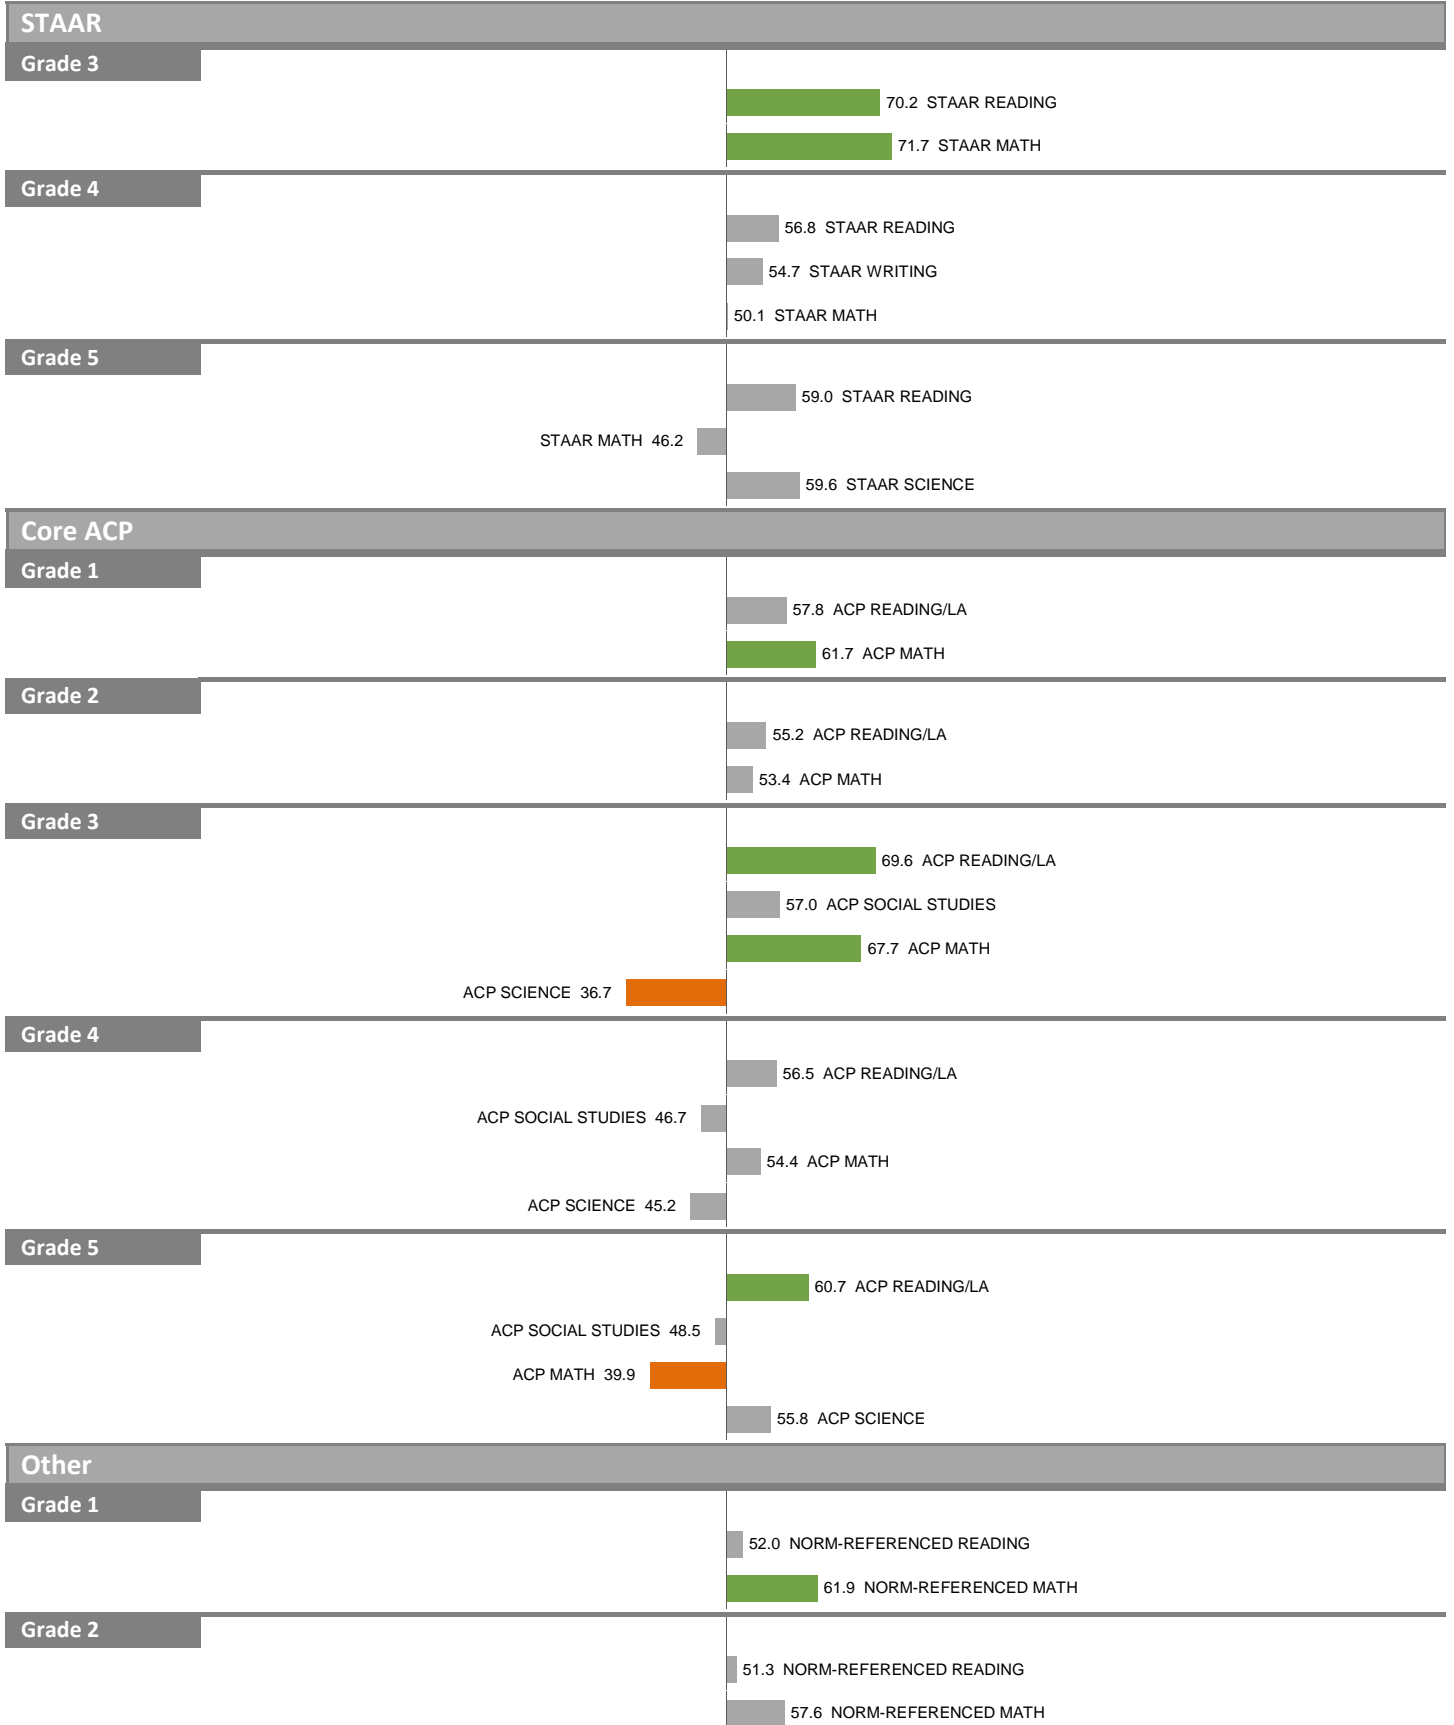 STAAR
Grade 3
70.2 STAAR READING
71.7 STAAR MATH
Grade 4
56.8 STAAR READING
54.7 STAAR WRITING
50.1 STAAR MATH
Grade 5
59.0 STAAR READING
STAAR MATH 46.2
59.6 STAAR SCIENCE
Core ACP
Grade 1
57.8 ACP READING/LA
61.7 ACP MATH
Grade 2
55.2 ACP READING/LA
53.4 ACP MATH
Grade 3
69.6 ACP READING/LA
57.0 ACP SOCIAL STUDIES
67.7 ACP MATH
ACP SCIENCE 36.7
Grade 4
56.5 ACP READING/LA
ACP SOCIAL STUDIES 46.7
54.4 ACP MATH
ACP SCIENCE 45.2
Grade 5
60.7 ACP READING/LA
ACP SOCIAL STUDIES 48.5
ACP MATH 39.9
55.8 ACP SCIENCE
Other
Grade 1
52.0 NORM-REFERENCED READING
61.9 NORM-REFERENCED MATH
Grade 2
51.3 NORM-REFERENCED READING
57.6 NORM-REFERENCED MATH